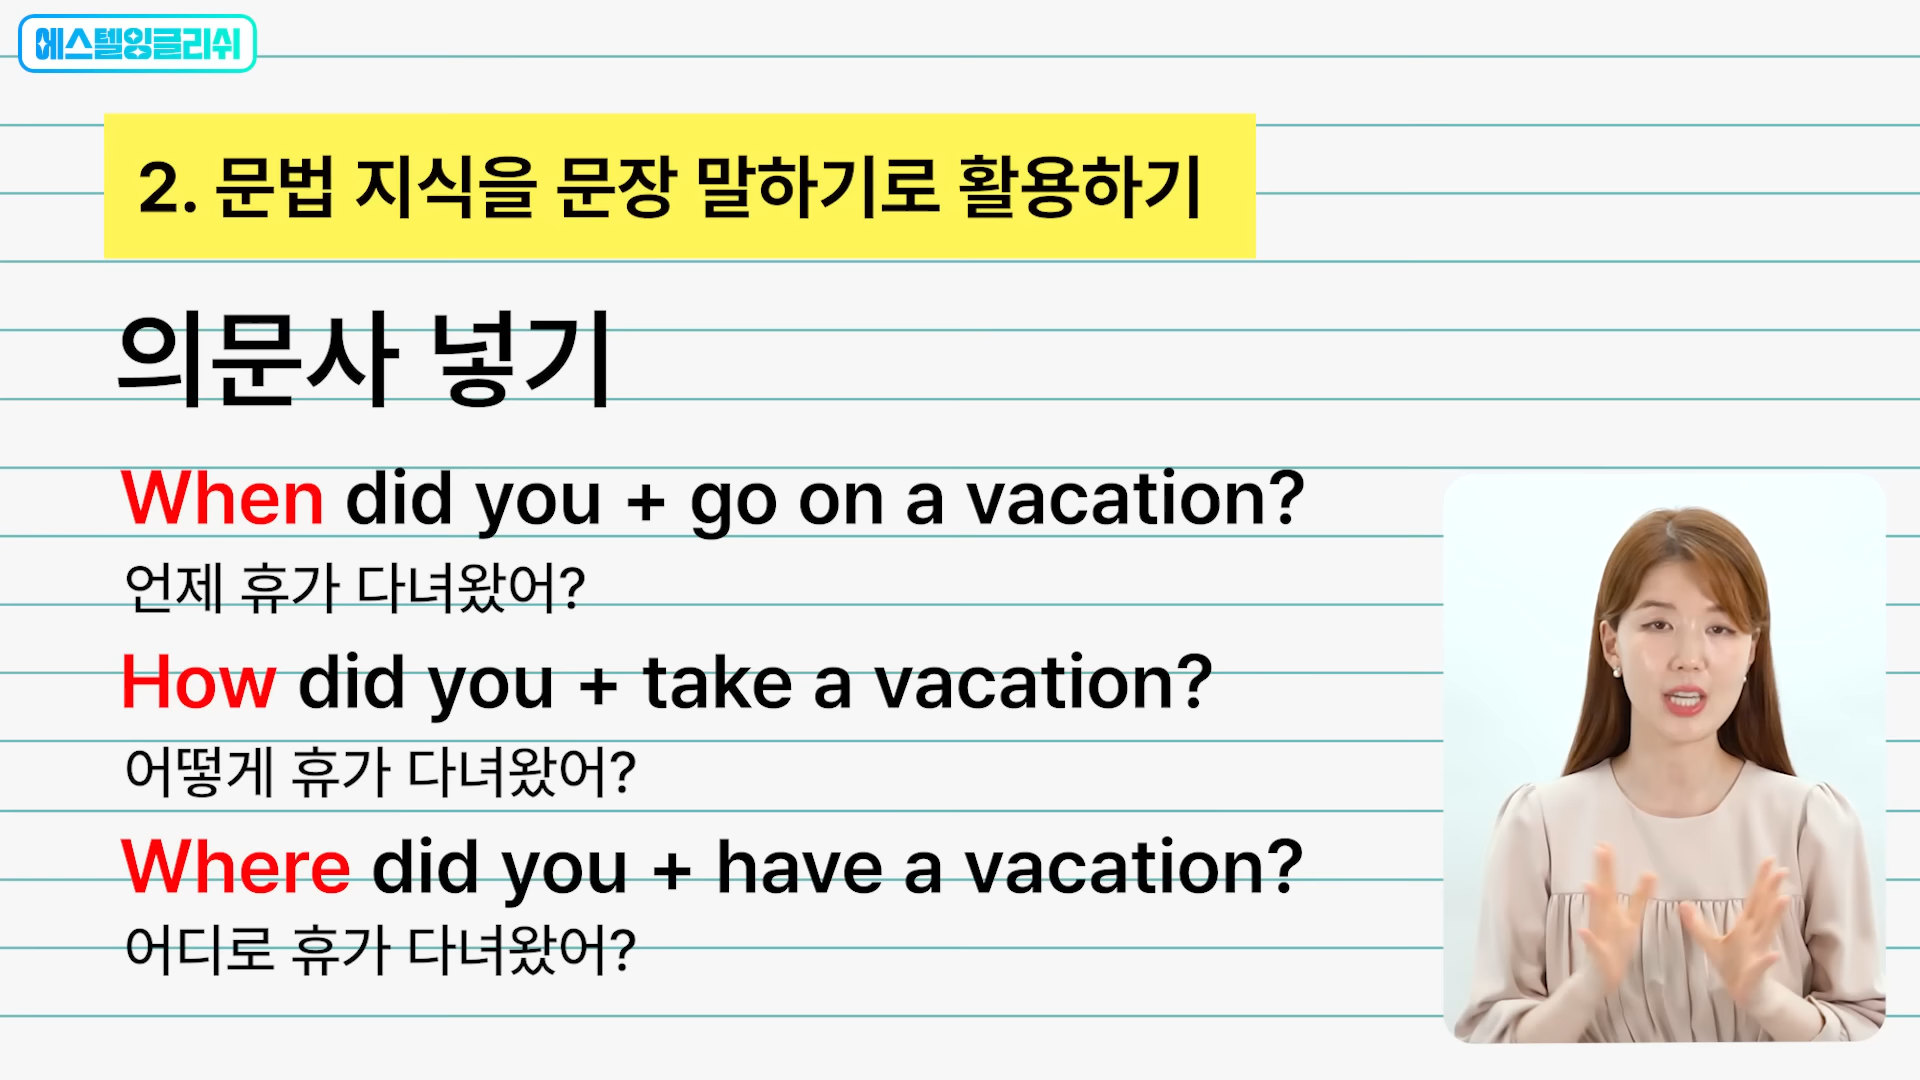 에스텔잉글리쉬
2. 문법 지식을 문장 말하기로 활용하기
의문사 넣기
When did you + go on a vacation?
언제 휴가 다녀왔어?
How did you + take a vacation?
어떻게 휴가 다녀왔어?
Where did you + have a vacation?
어디로 휴가 다녀왔어?